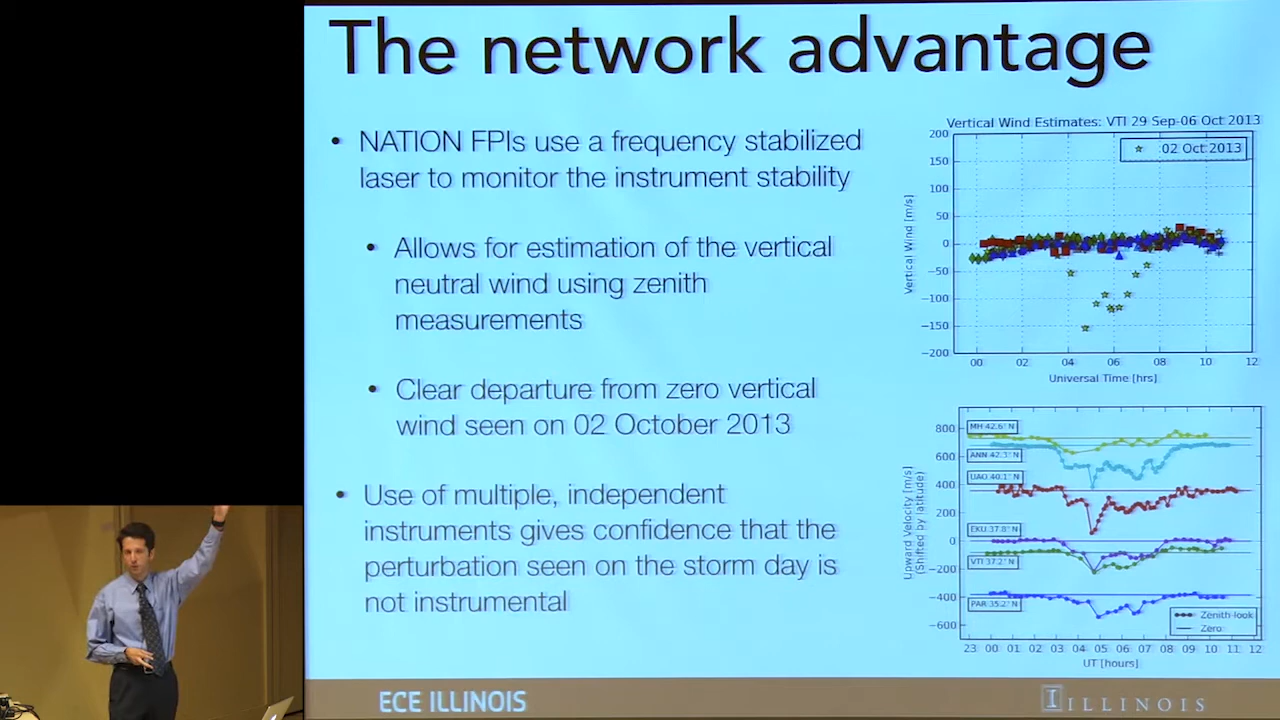 The network advantage
• NATION FPIs use a frequency stabilized
laser to monitor the instrument stability
• Allows for estimation of the vertical
neutral wind using zenith
measurements
• Clear departure from zero vertical
wind seen on 02 October 2013
• Use of multiple, independent
instruments gives confidence that the
perturbation seen on the storm day is
not instrumental
Vertical Wind Estimates: VTI 29 Sep-06 Oct 2013
02 Oct 2013
Vertical Wind [m/s]
200
150
100
50
0
−50
−100
−150
−200
00 02 04 06 08 10 12
Universal Time [hrs]
Upward Velocity [m/s]
(Shifted by latitude)
800
600
400
200
0
−200
−400
−600
MH 42.6° N
ANN 42.3° N
UAO 40.1° N
EKU 37.8° N
VTI 37.2° N
PAR 35.2° N
Zenith look
Zero
23 00 01 02 03 04 05 06 07 08 09 10 11 12
UT [hours]
ECE ILLINOIS
I ILLINOIS